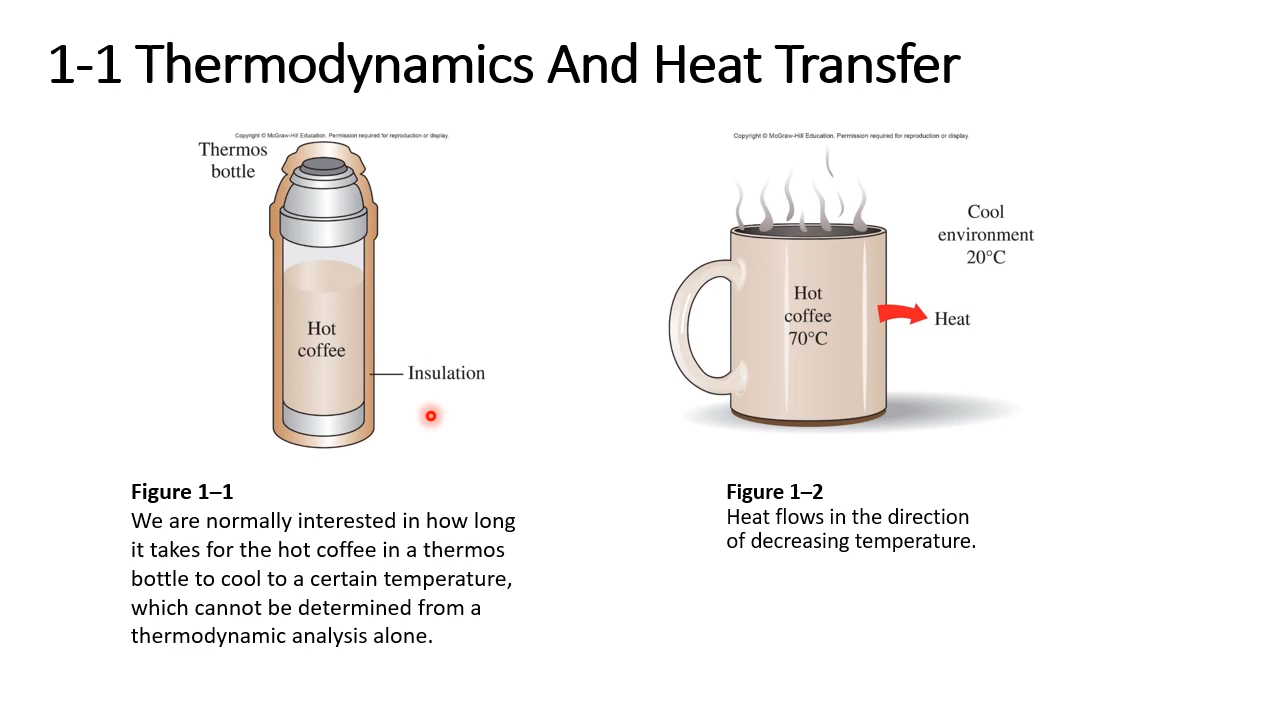 1-1 Thermodynamics And Heat Transfer
Copyright © McGraw-Hill Education. Permission required for reproduction or display.
Thermos
bottle
Hot
coffee
Insulation
Figure 1–1
We are normally interested in how long
it takes for the hot coffee in a thermos
bottle to cool to a certain temperature,
which cannot be determined from a
thermodynamic analysis alone.
Copyright © McGraw-Hill Education. Permission required for reproduction or display.
Cool
environment
20°C
Hot
coffee
70°C
Heat
Figure 1–2
Heat flows in the direction
of decreasing temperature.